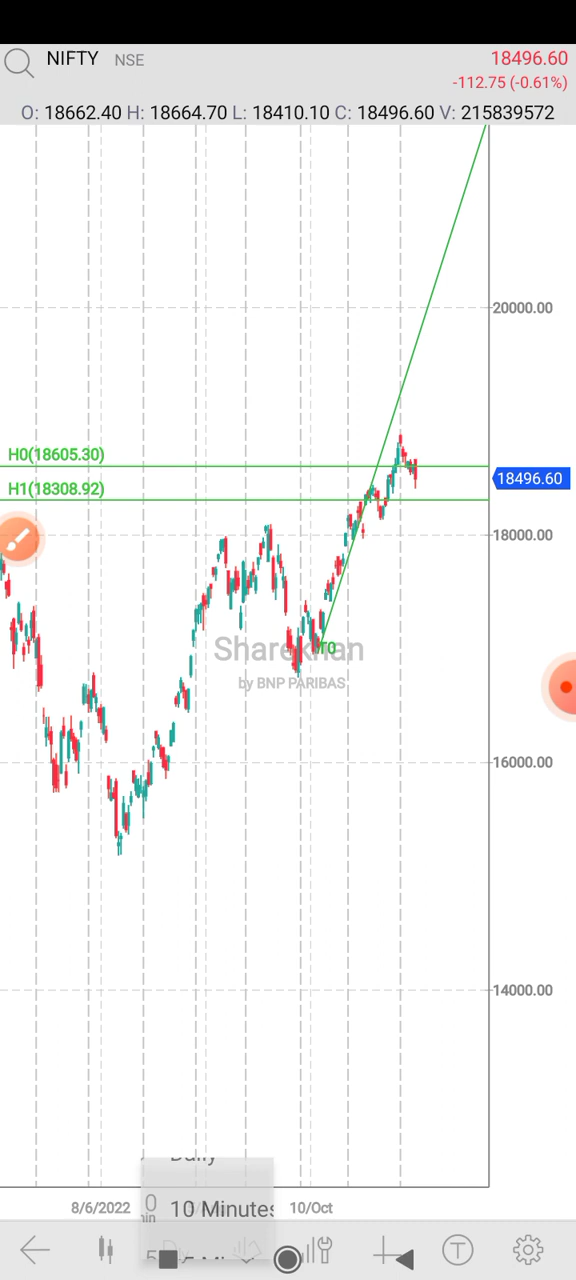 NIFTY NSE 18496.60
-112.75 (-0.61%)
O: 18662.40 H: 18664.70 L: 18410.10 C: 18496.60 V: 215839572
20000.00
H0(18605.30)
18496.60
H1(18308.92)
18000.00
T0
Sharekhan
by BNP PARIBAS
16000.00
14000.00
Daily
8/6/2022 10 Minutes 10/Oct
T